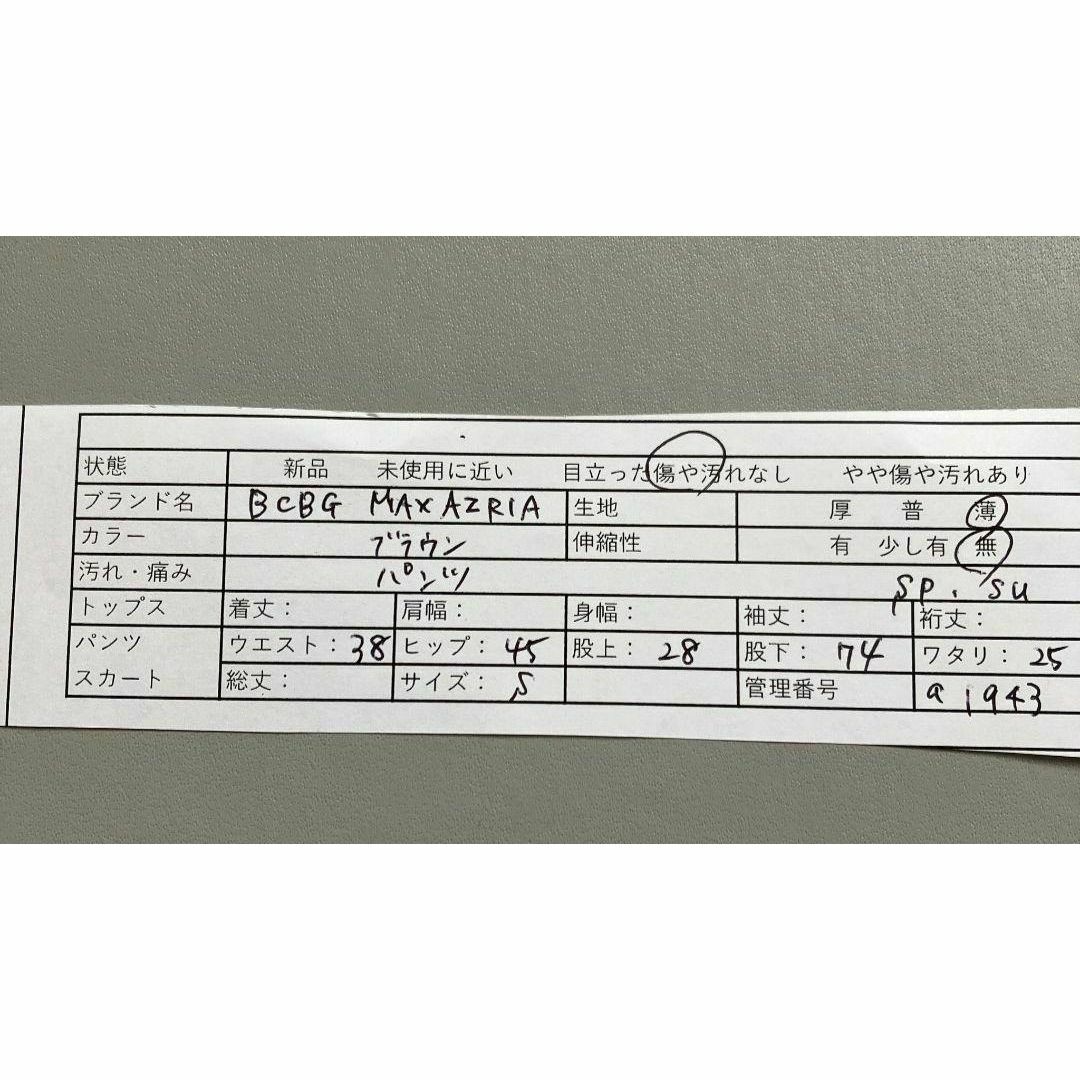 状態 新品 未使用に近い 目立った傷や汚れなし やや傷や汚れあり
ブランド名 BCBG MAXAZRIA 生地 厚 普 薄
カラー ブラウン 伸縮性 有 少し有 無
汚れ・痛み パンツ sp. su
トップス 着丈： 肩幅： 身幅： 袖丈： 裄丈：
パンツ ウエスト：38 ヒップ：45 股上：28 股下：74 ワタリ：25
スカート 総丈： サイズ：S 管理番号 a1943